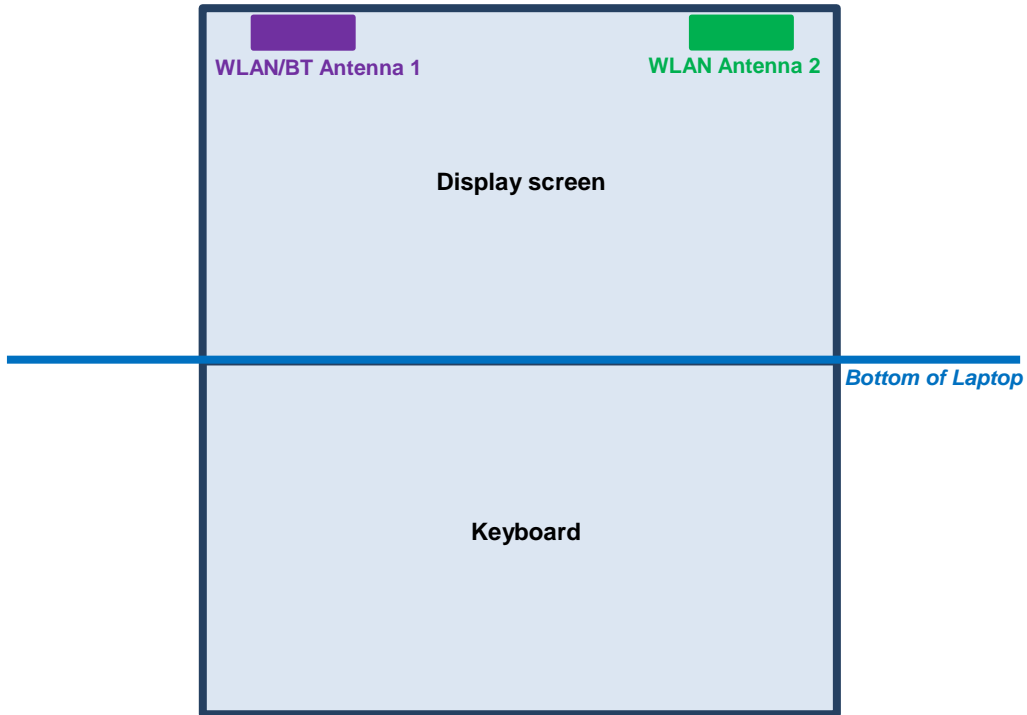 WLAN/BT Antenna 1
WLAN Antenna 2
Display screen
Bottom of Laptop
Keyboard